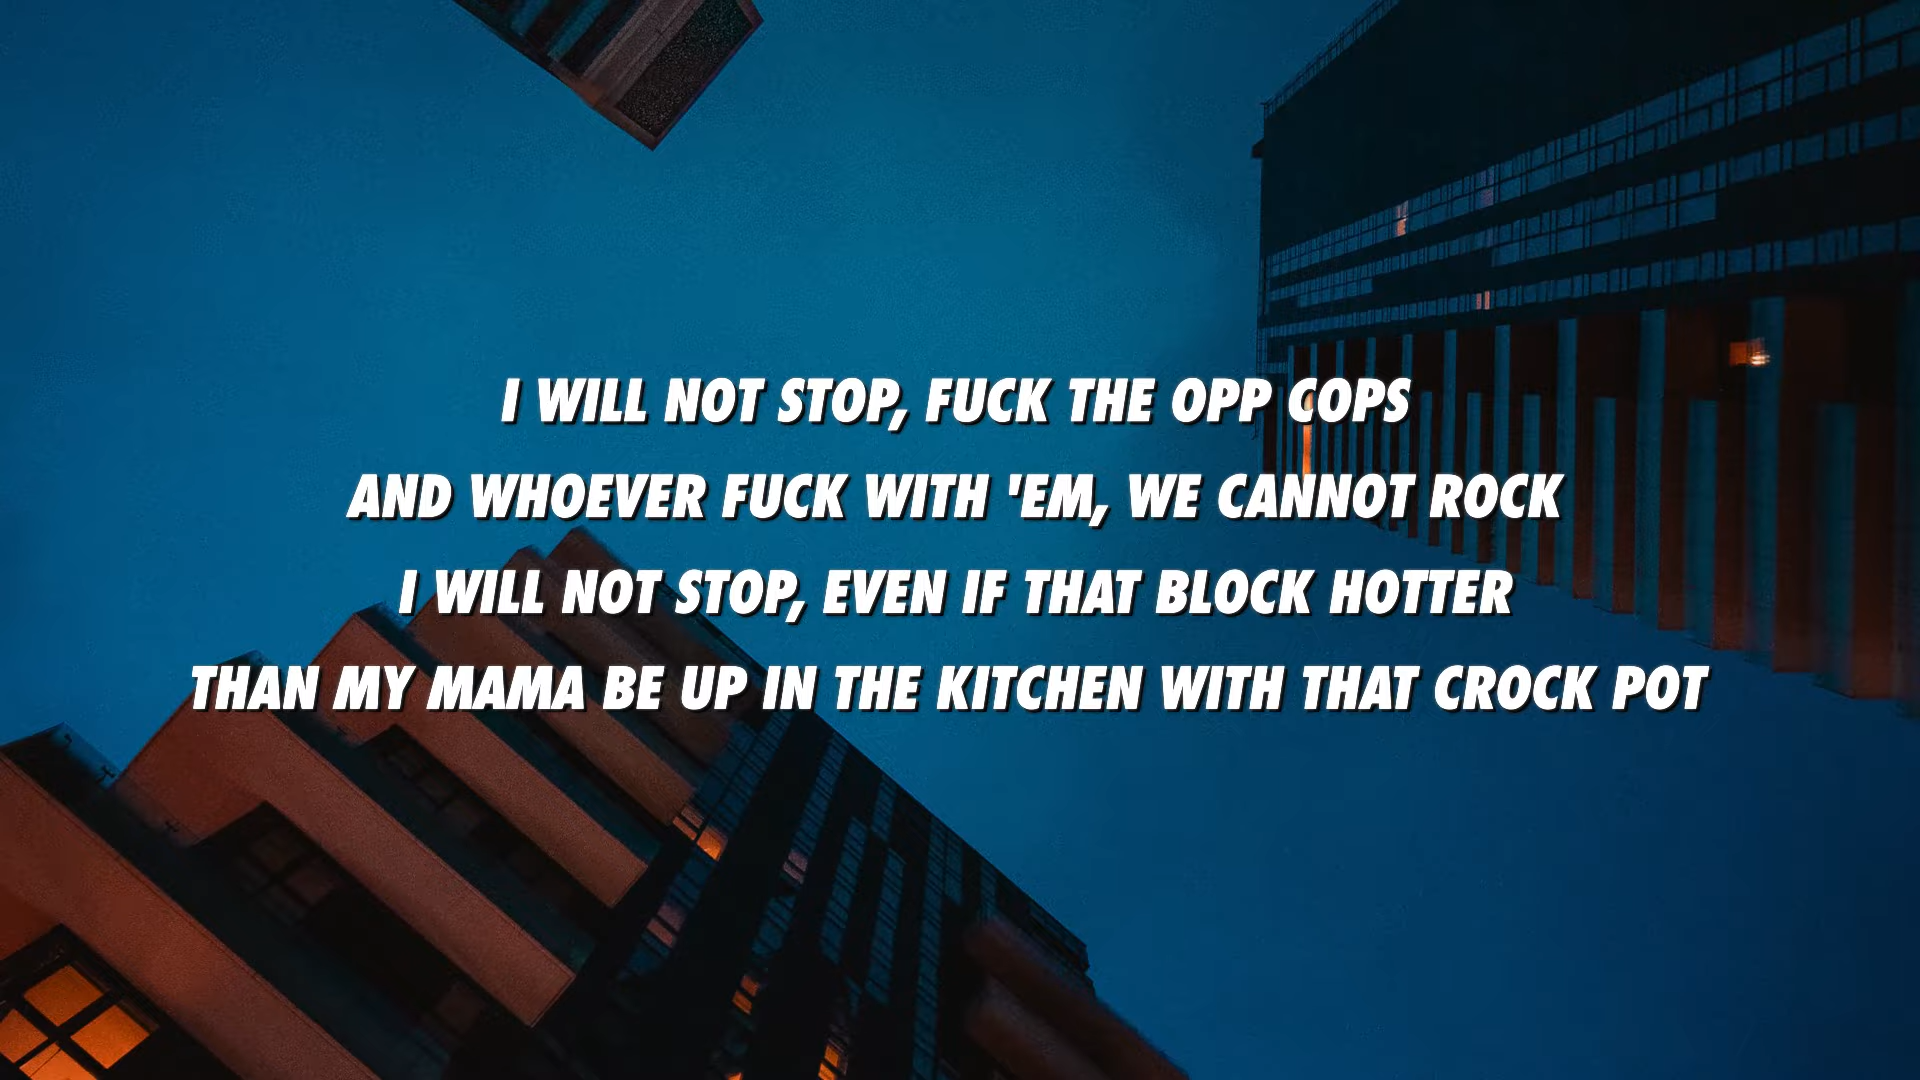 I WILL NOT STOP, FUCK THE OPP COPS
AND WHOEVER FUCK WITH 'EM, WE CANNOT ROCK
I WILL NOT STOP, EVEN IF THAT BLOCK HOTTER
THAN MY MAMA BE UP IN THE KITCHEN WITH THAT CROCK POT